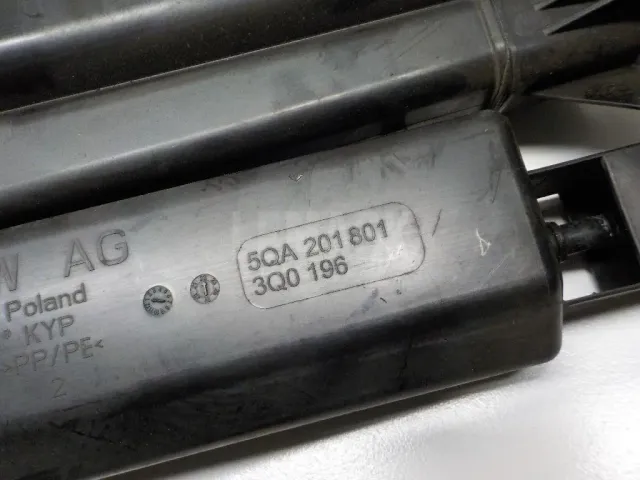 W AG
Poland
KYP
>PP/PE<
2
5QA 201 801
3Q0 196